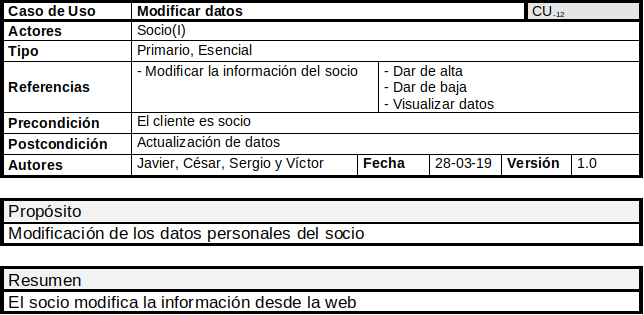 Caso de Uso Modificar datos CU-12
Actores Socio(I)
Tipo Primario, Esencial
Referencias - Modificar la información del socio - Dar de alta
- Dar de baja
- Visualizar datos
Precondición El cliente es socio
Postcondición Actualización de datos
Autores Javier, César, Sergio y Víctor Fecha 28-03-19 Versión 1.0
Propósito
Modificación de los datos personales del socio
Resumen
El socio modifica la información desde la web